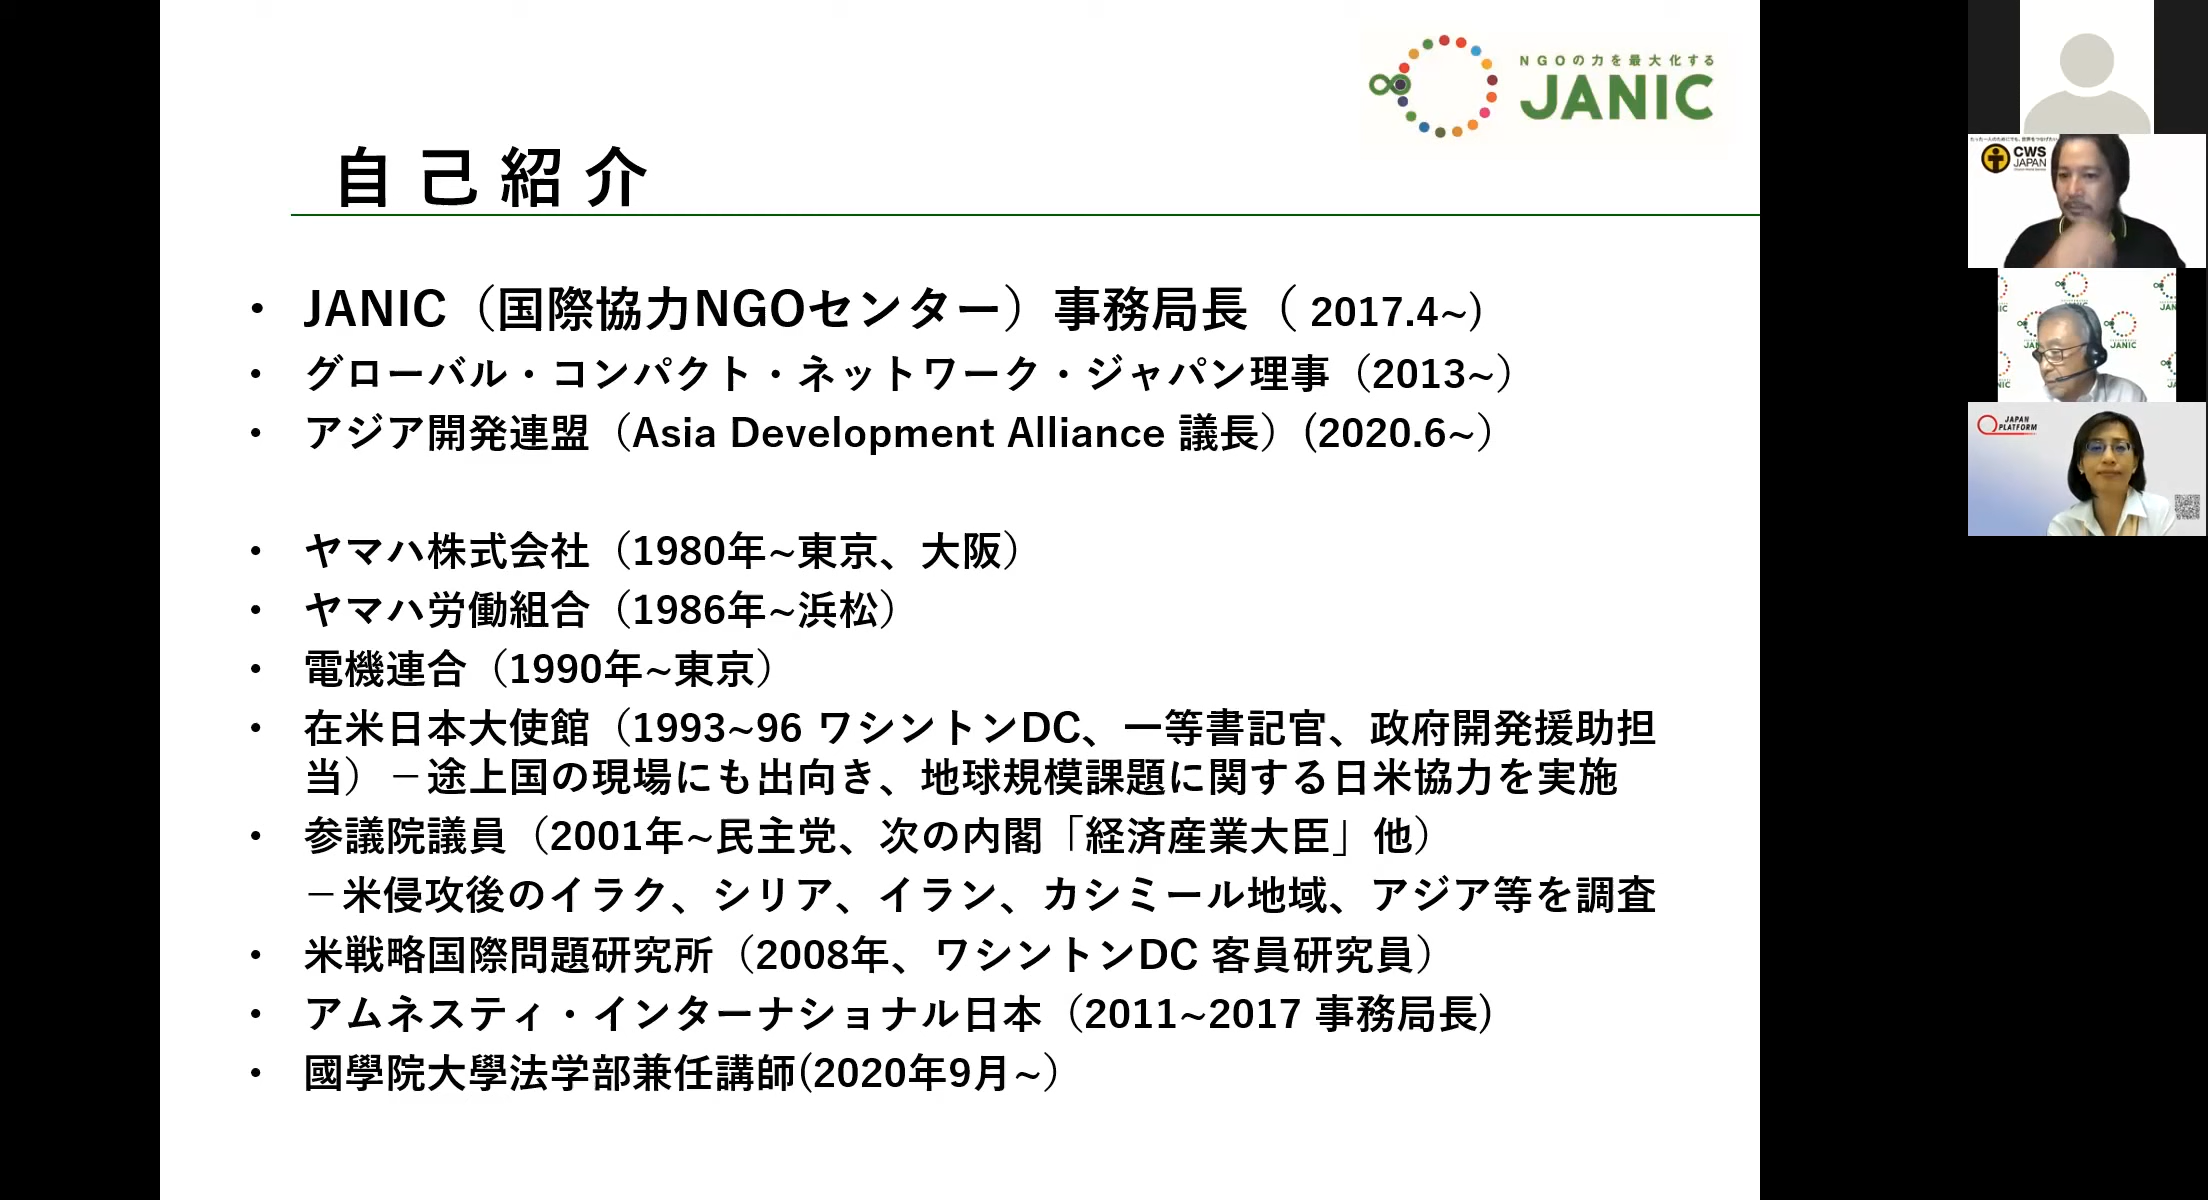 NGOの力を最大化する
JANIC
自己紹介
・ JANIC（国際協力NGOセンター）事務局長（ 2017.4~）
・ グローバル・コンパクト・ネットワーク・ジャパン理事（2013~）
・ アジア開発連盟（Asia Development Alliance 議長）(2020.6~）
・ ヤマハ株式会社（1980年~東京、大阪）
・ ヤマハ労働組合（1986年~浜松）
・ 電機連合（1990年~東京）
・ 在米日本大使館（1993~96 ワシントンDC、一等書記官、政府開発援助担
当）－途上国の現場にも出向き、地球規模課題に関する日米協力を実施
・ 参議院議員（2001年~民主党、次の内閣「経済産業大臣」他）
－米侵攻後のイラク、シリア、イラン、カシミール地域、アジア等を調査
・ 米戦略国際問題研究所（2008年、ワシントンDC 客員研究員）
・ アムネスティ・インターナショナル日本（2011~2017 事務局長)
・ 國學院大學法学部兼任講師(2020年9月~）
CWS
JAPAN
JANIC
JAPAN
PLATFORM